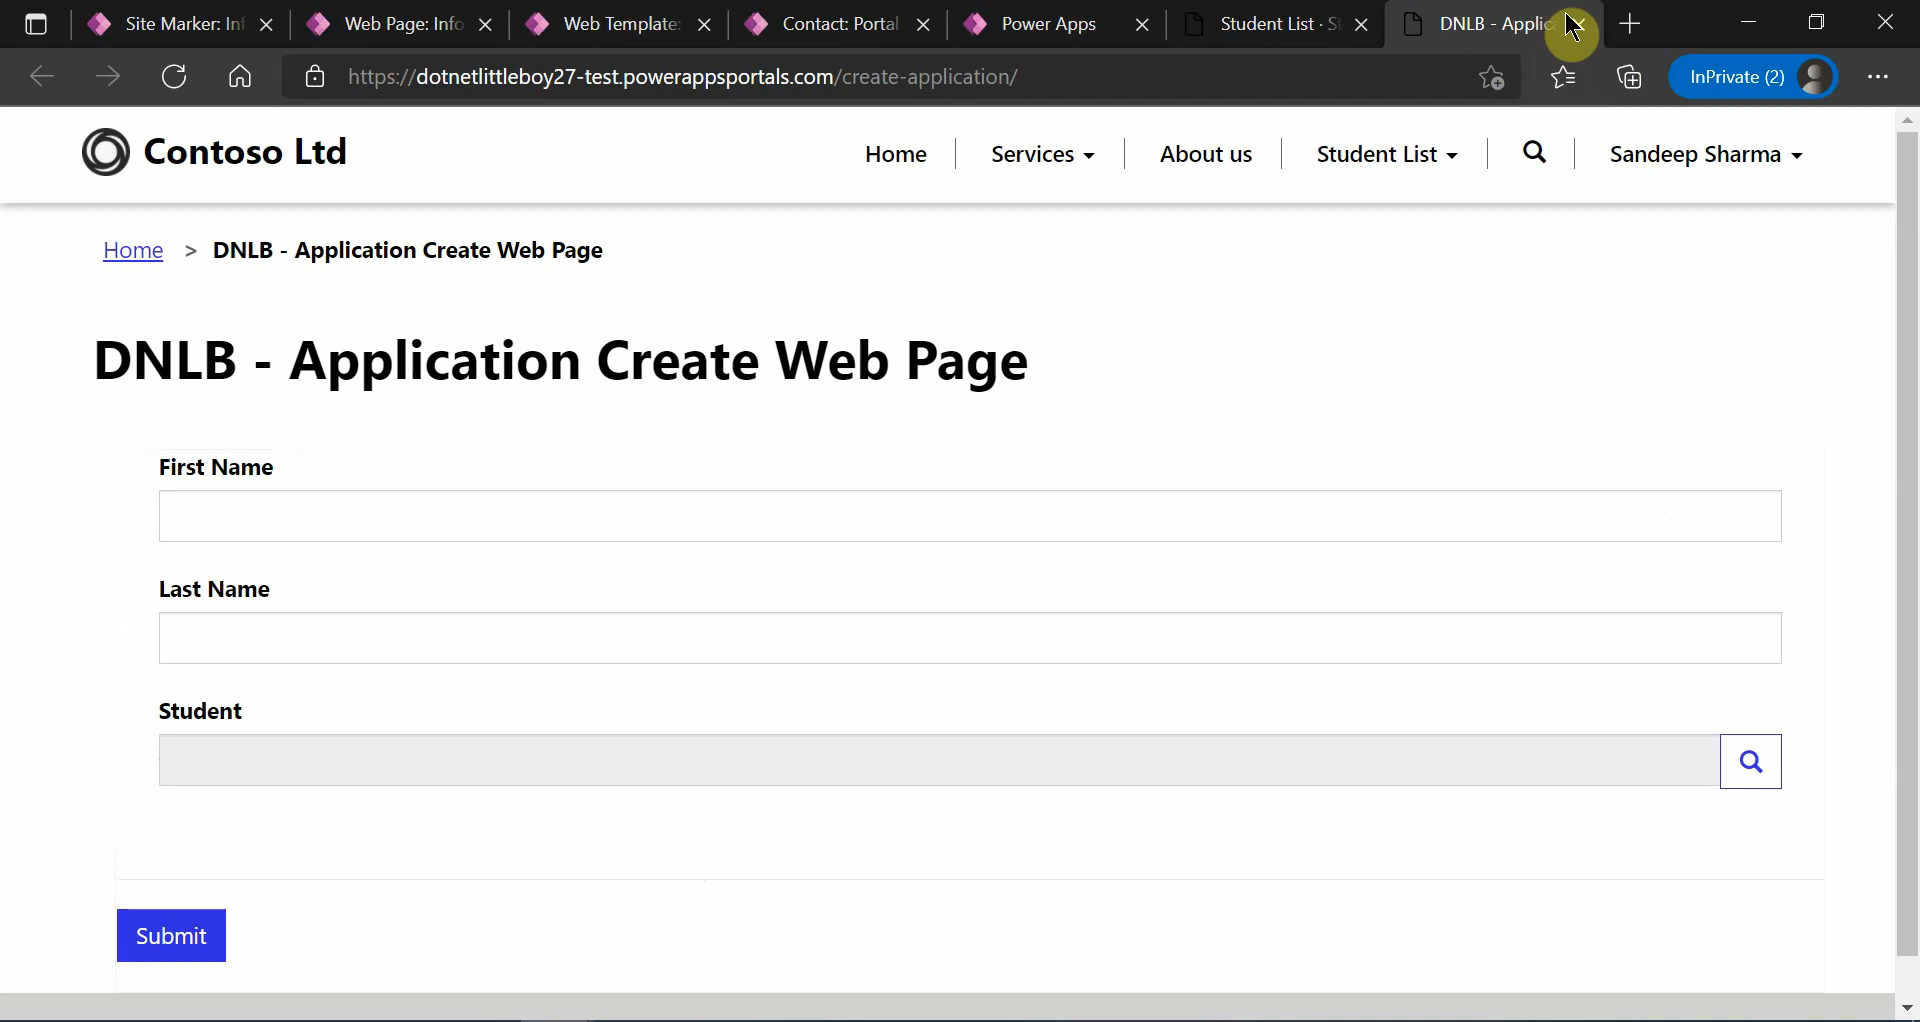 Site Marker: Inf
Web Page: Info
Web Template:
Contact: Portal
Power Apps
Student List · St
DNLB - Applic
https://dotnetlittleboy27-test.powerappsportals.com/create-application/
InPrivate (2)
Contoso Ltd
Home
Services
About us
Student List
Sandeep Sharma
Home > DNLB - Application Create Web Page
DNLB - Application Create Web Page
First Name
Last Name
Student
Submit